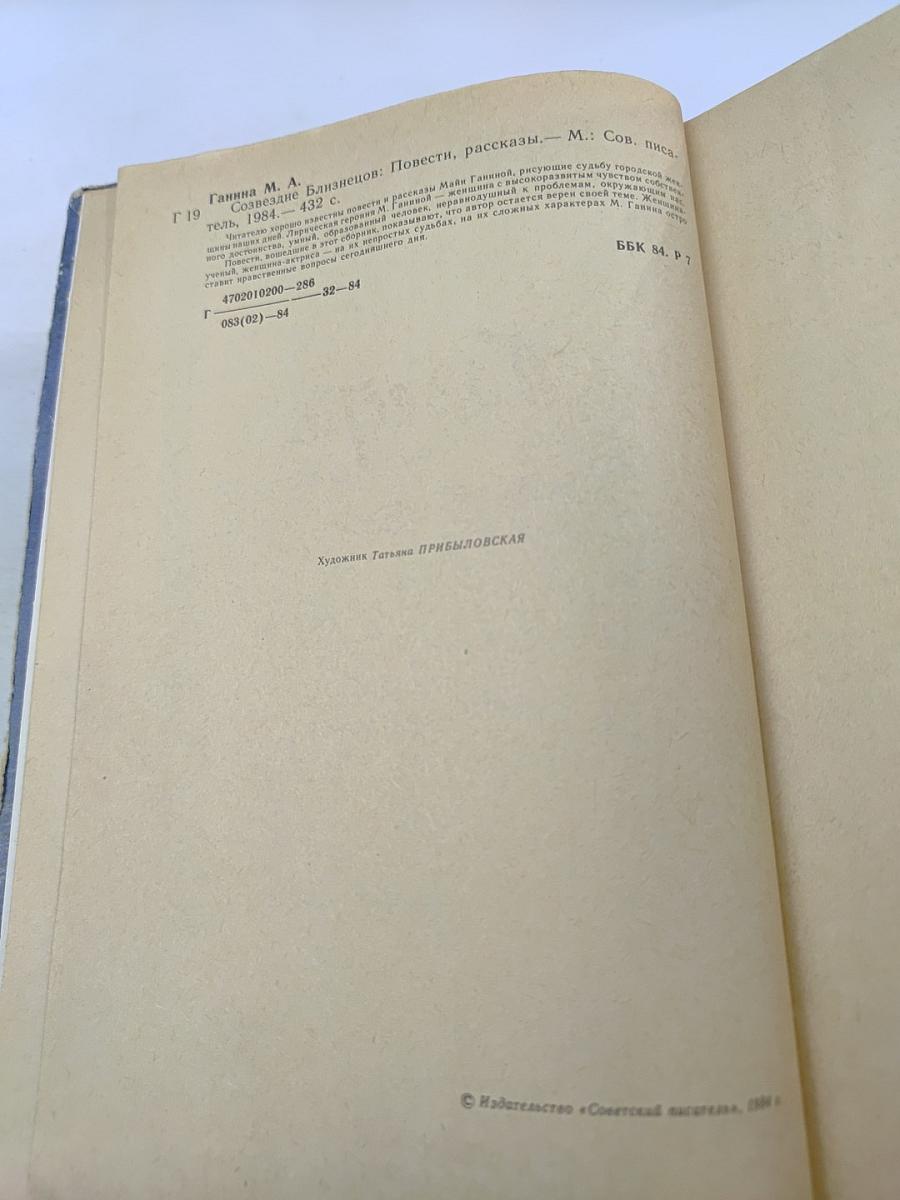 Ганина М. А.
Г 19 Созвездие Близнецов: Повести, рассказы.— М.: Сов. писа-
тель, 1984.— 432 с.
Читателю хорошо известны повести и рассказы Майи Ганиной, рисующие судьбу городской жен-
щины наших дней. Лирическая героиня М. Ганиной — женщина с высокоразвитым чувством собствен-
ного достоинства, умный, образованный человек, неравнодушный к проблемам, окружающим нас.
Повести, вошедшие в этот сборник, показывают, что автор остается верен своей теме. Женщина-
ученый, женщина-актриса — на их непростых судьбах, на их сложных характерах М. Ганина остро
ставит нравственные вопросы сегодняшнего дня.
Г 4702010200—286 —32—84
083(02)—84
ББК 84. Р 7
Художник Татьяна ПРИБЫЛОВСКАЯ
© Издательство «Советский писатель», 1984 г.